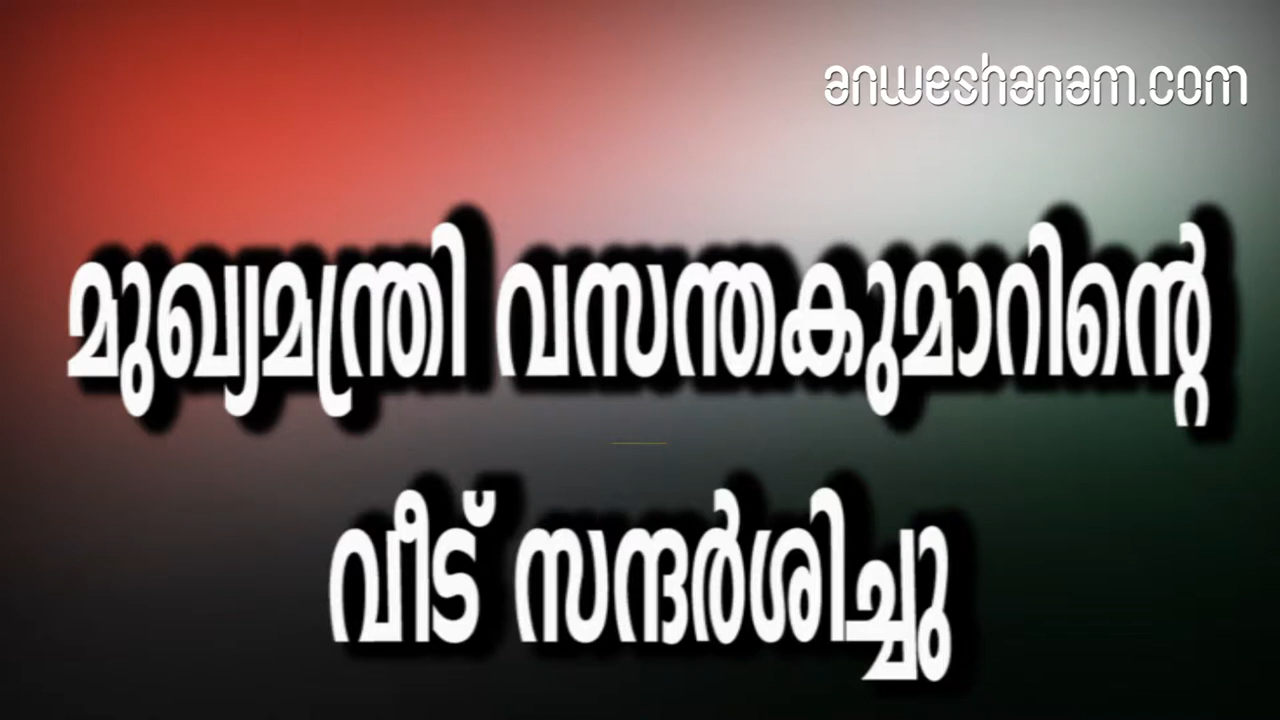 anweshanam.com
മുഖ്യമന്ത്രി വസന്തകുമാറിന്റെ
വീട് സന്ദർശിച്ചു